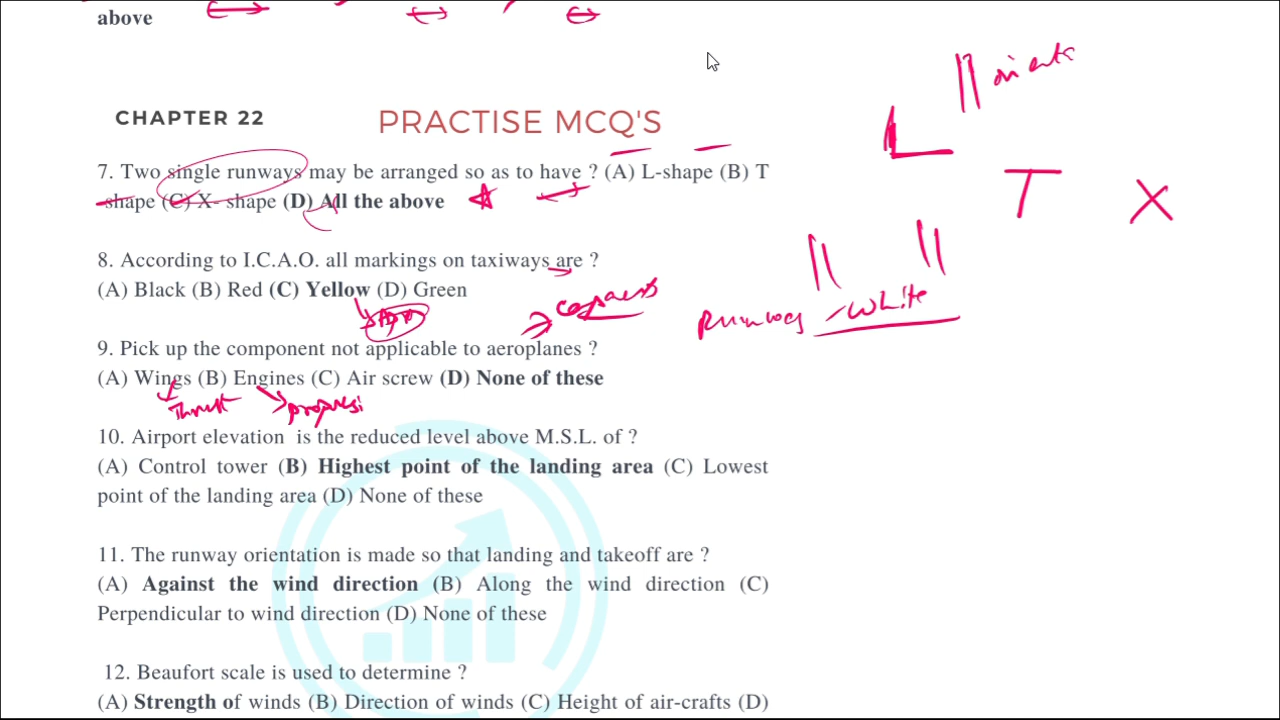 above
orients
CHAPTER 22
PRACTISE MCQ'S
L
7. Two single runways may be arranged so as to have ? (A) L-shape (B) T
T
X
shape (C) X- shape (D) All the above
8. According to I.C.A.O. all markings on taxiways are ?
(A) Black (B) Red (C) Yellow (D) Green
Runways - White
9. Pick up the component not applicable to aeroplanes ?
(A) Wings (B) Engines (C) Air screw (D) None of these
Thrust
10. Airport elevation is the reduced level above M.S.L. of ?
(A) Control tower (B) Highest point of the landing area (C) Lowest
point of the landing area (D) None of these
11. The runway orientation is made so that landing and takeoff are ?
(A) Against the wind direction (B) Along the wind direction (C)
Perpendicular to wind direction (D) None of these
12. Beaufort scale is used to determine ?
(A) Strength of winds (B) Direction of winds (C) Height of air-crafts (D)